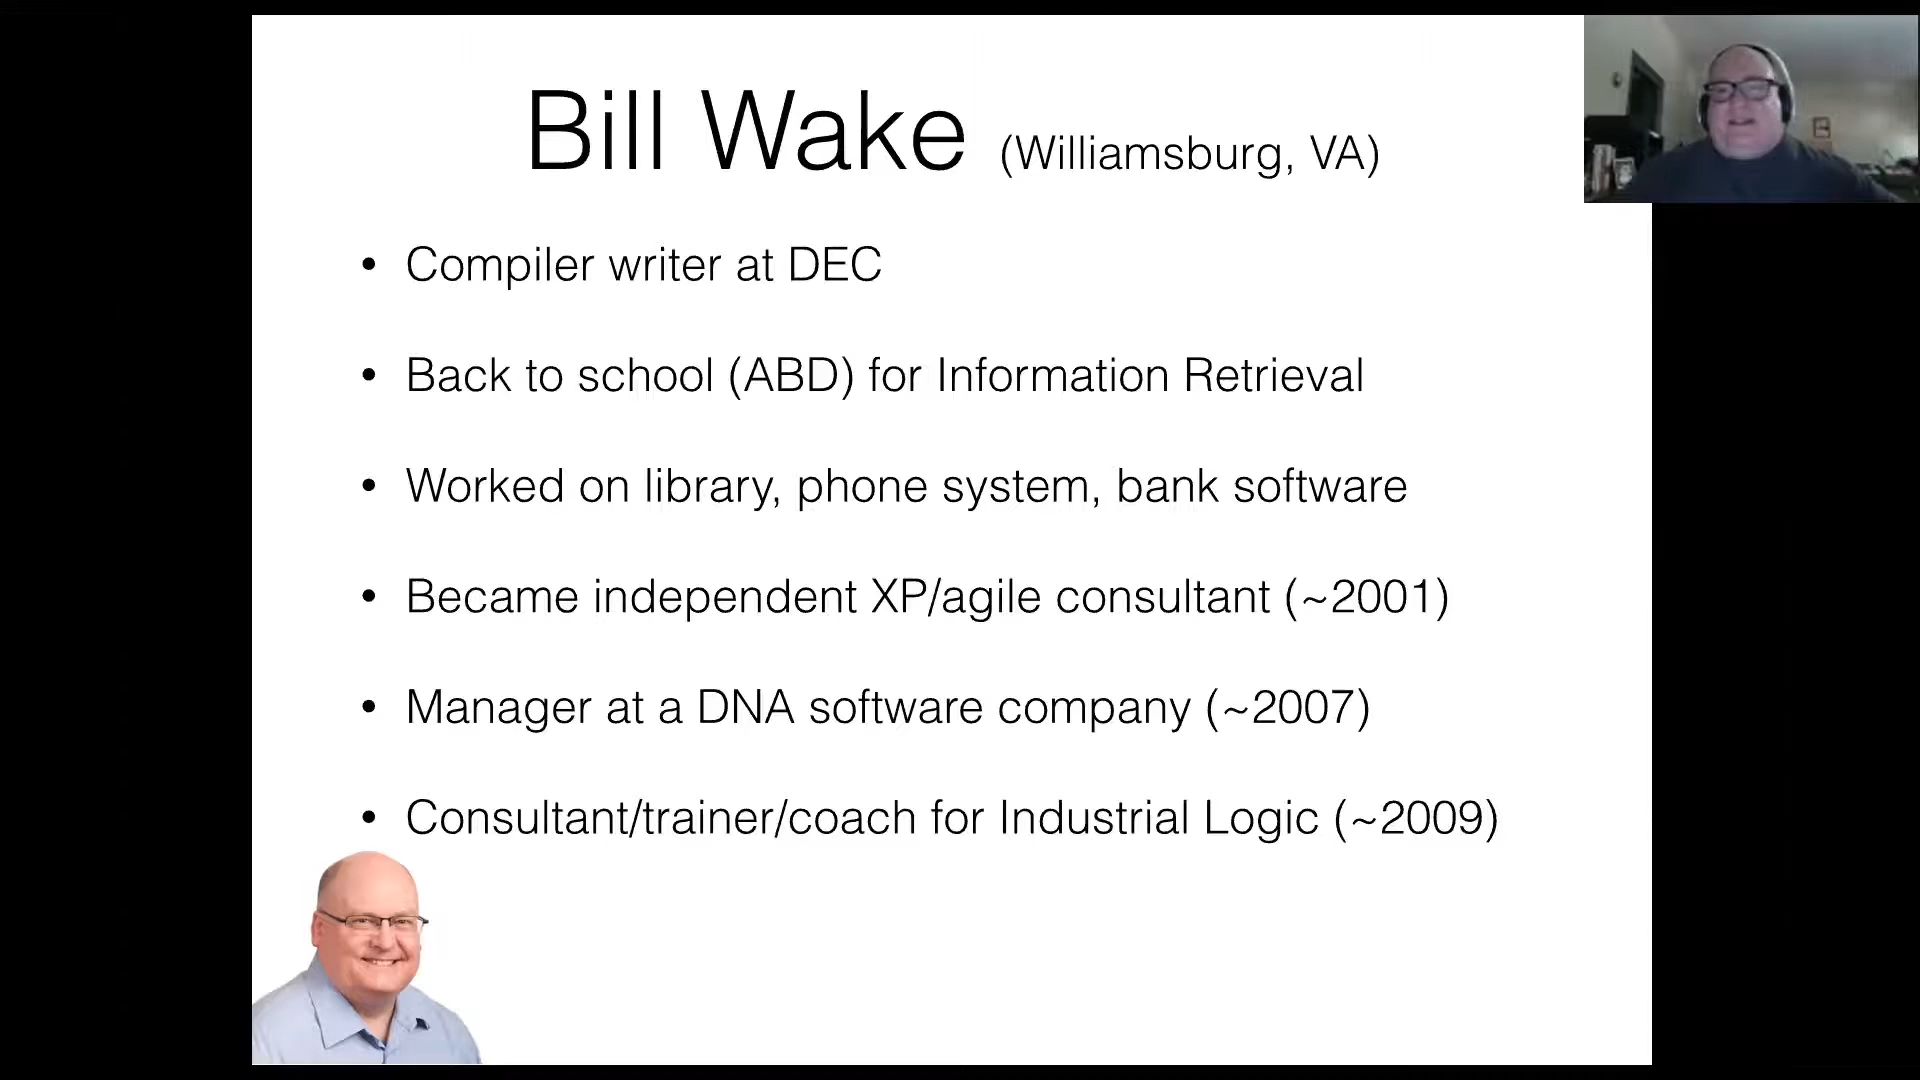 Bill Wake (Williamsburg, VA)
• Compiler writer at DEC
• Back to school (ABD) for Information Retrieval
• Worked on library, phone system, bank software
• Became independent XP/agile consultant (~2001)
• Manager at a DNA software company (~2007)
• Consultant/trainer/coach for Industrial Logic (~2009)